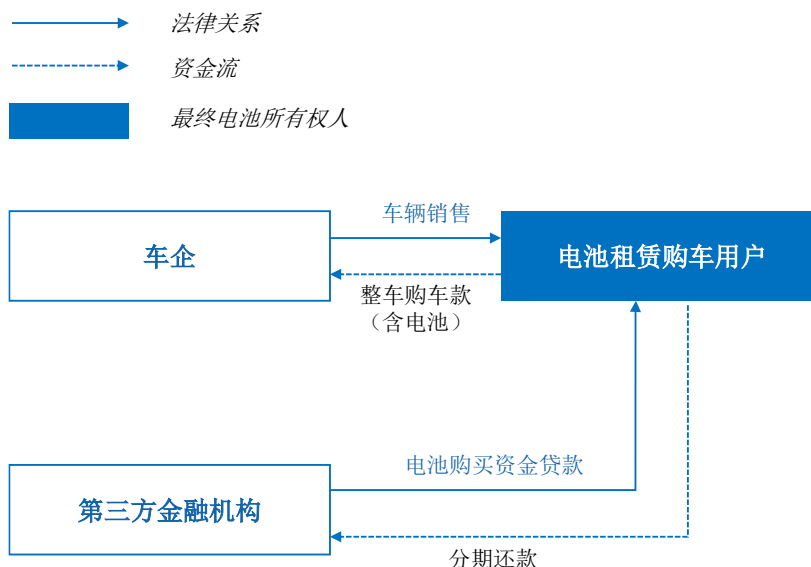 法律关系
资金流
最终电池所有权人
车辆销售
车企
电池租赁购车用户
整车购车款
（含电池）
电池购买资金贷款
第三方金融机构
分期还款